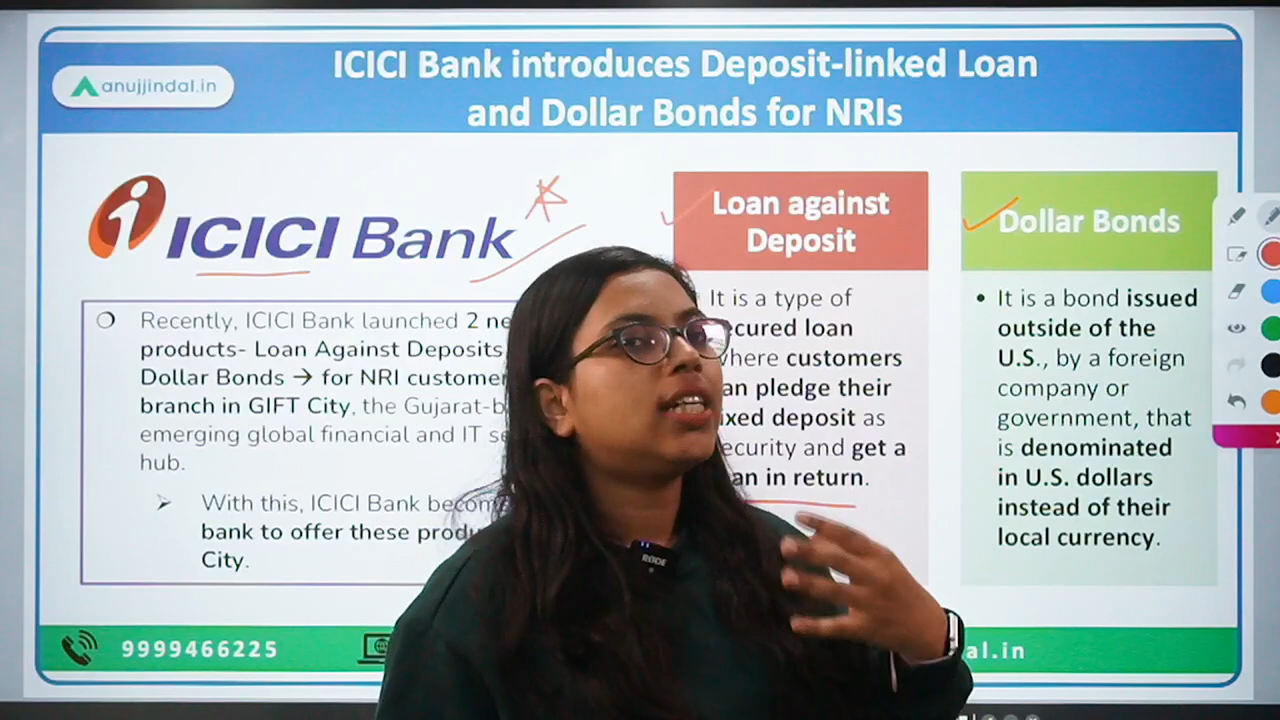 ICICI Bank introduces Deposit-linked Loan
and Dollar Bonds for NRIs
anujjindal.in
ICICI Bank
Recently, ICICI Bank launched 2
products- Loan Against Deposits
Dollar Bonds → for NRI
branch in GIFT City, the
emerging global financial and IT
hub.
With this, ICICI Bank
bank to offer these
City.
Loan against
Deposit
It is a type of
loan
customers
pledge their
deposit as
and get a
in return.
Dollar Bonds
It is a bond issued
outside of the
U.S., by a foreign
company or
government, that
is denominated
in U.S. dollars
instead of their
local currency.
RØDE
9999466225
al.in